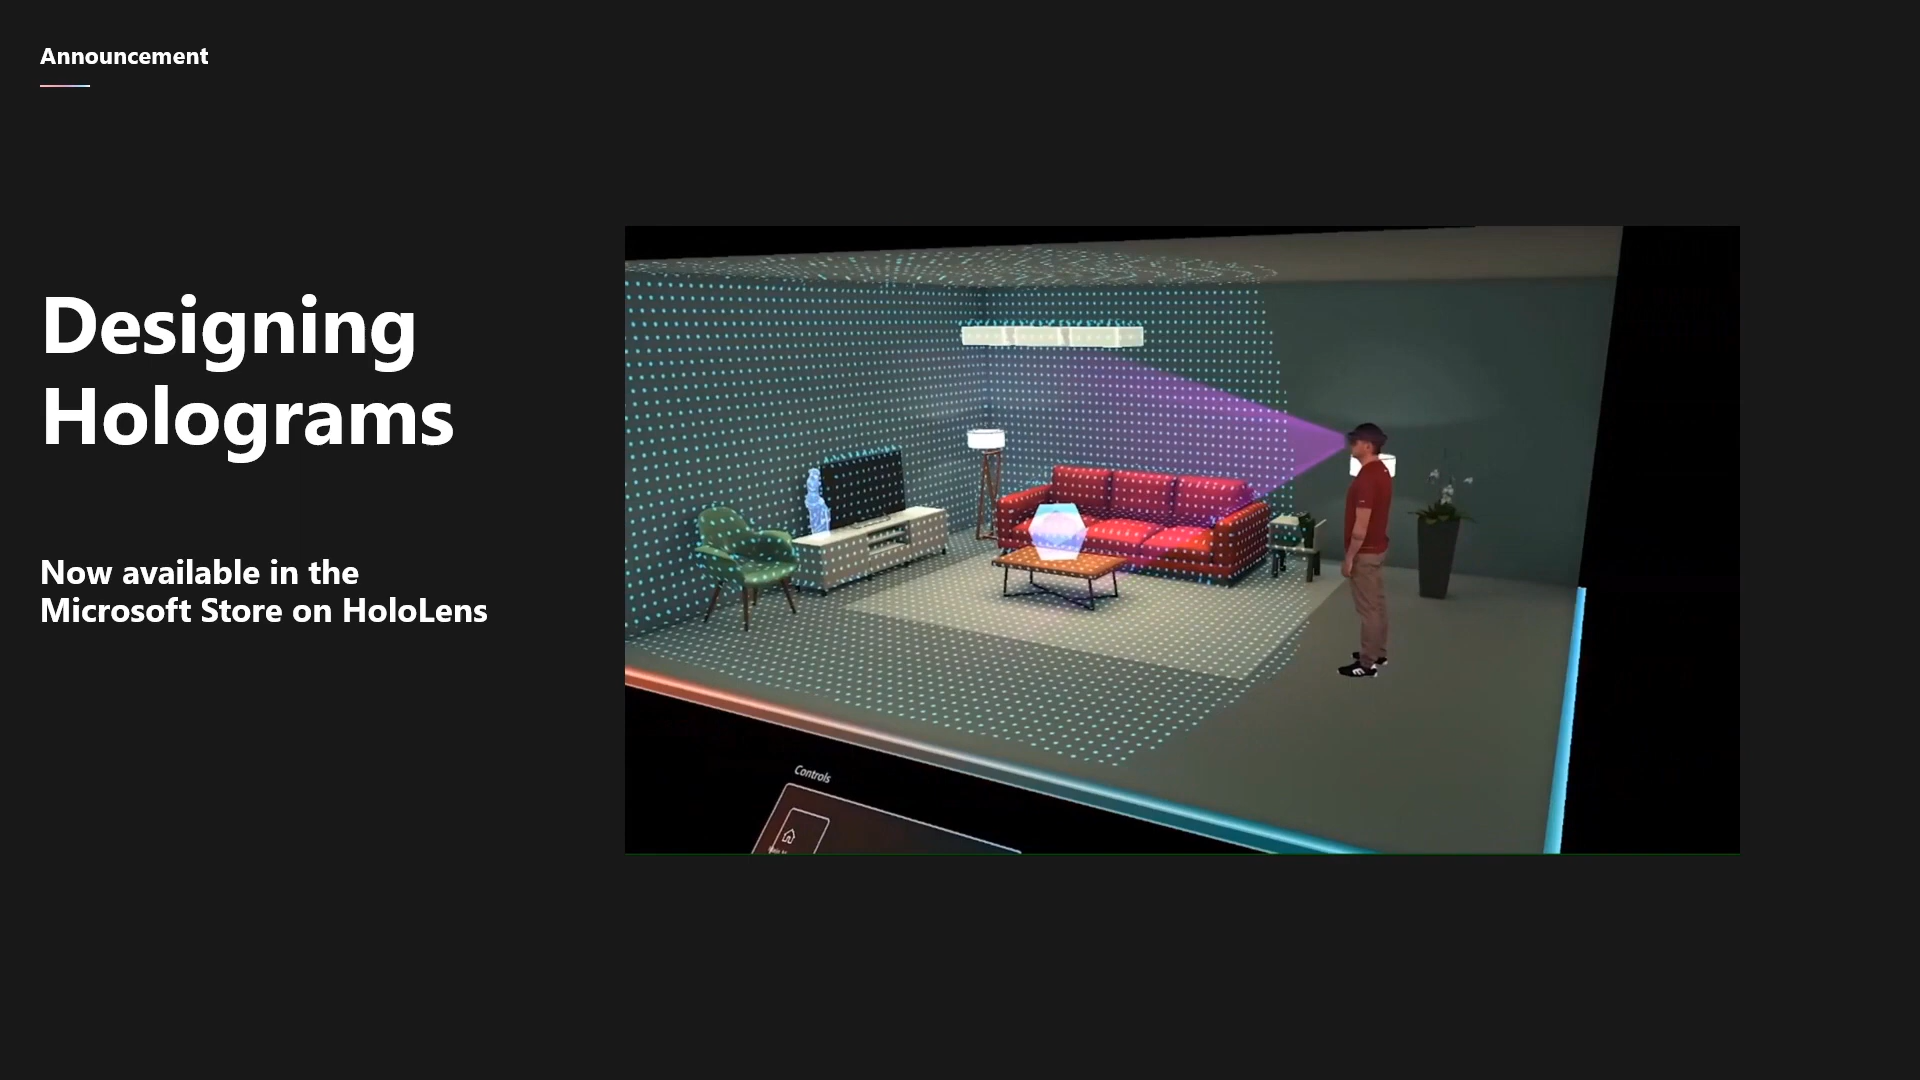 Announcement
Designing
Holograms
Now available in the
Microsoft Store on HoloLens
Controls